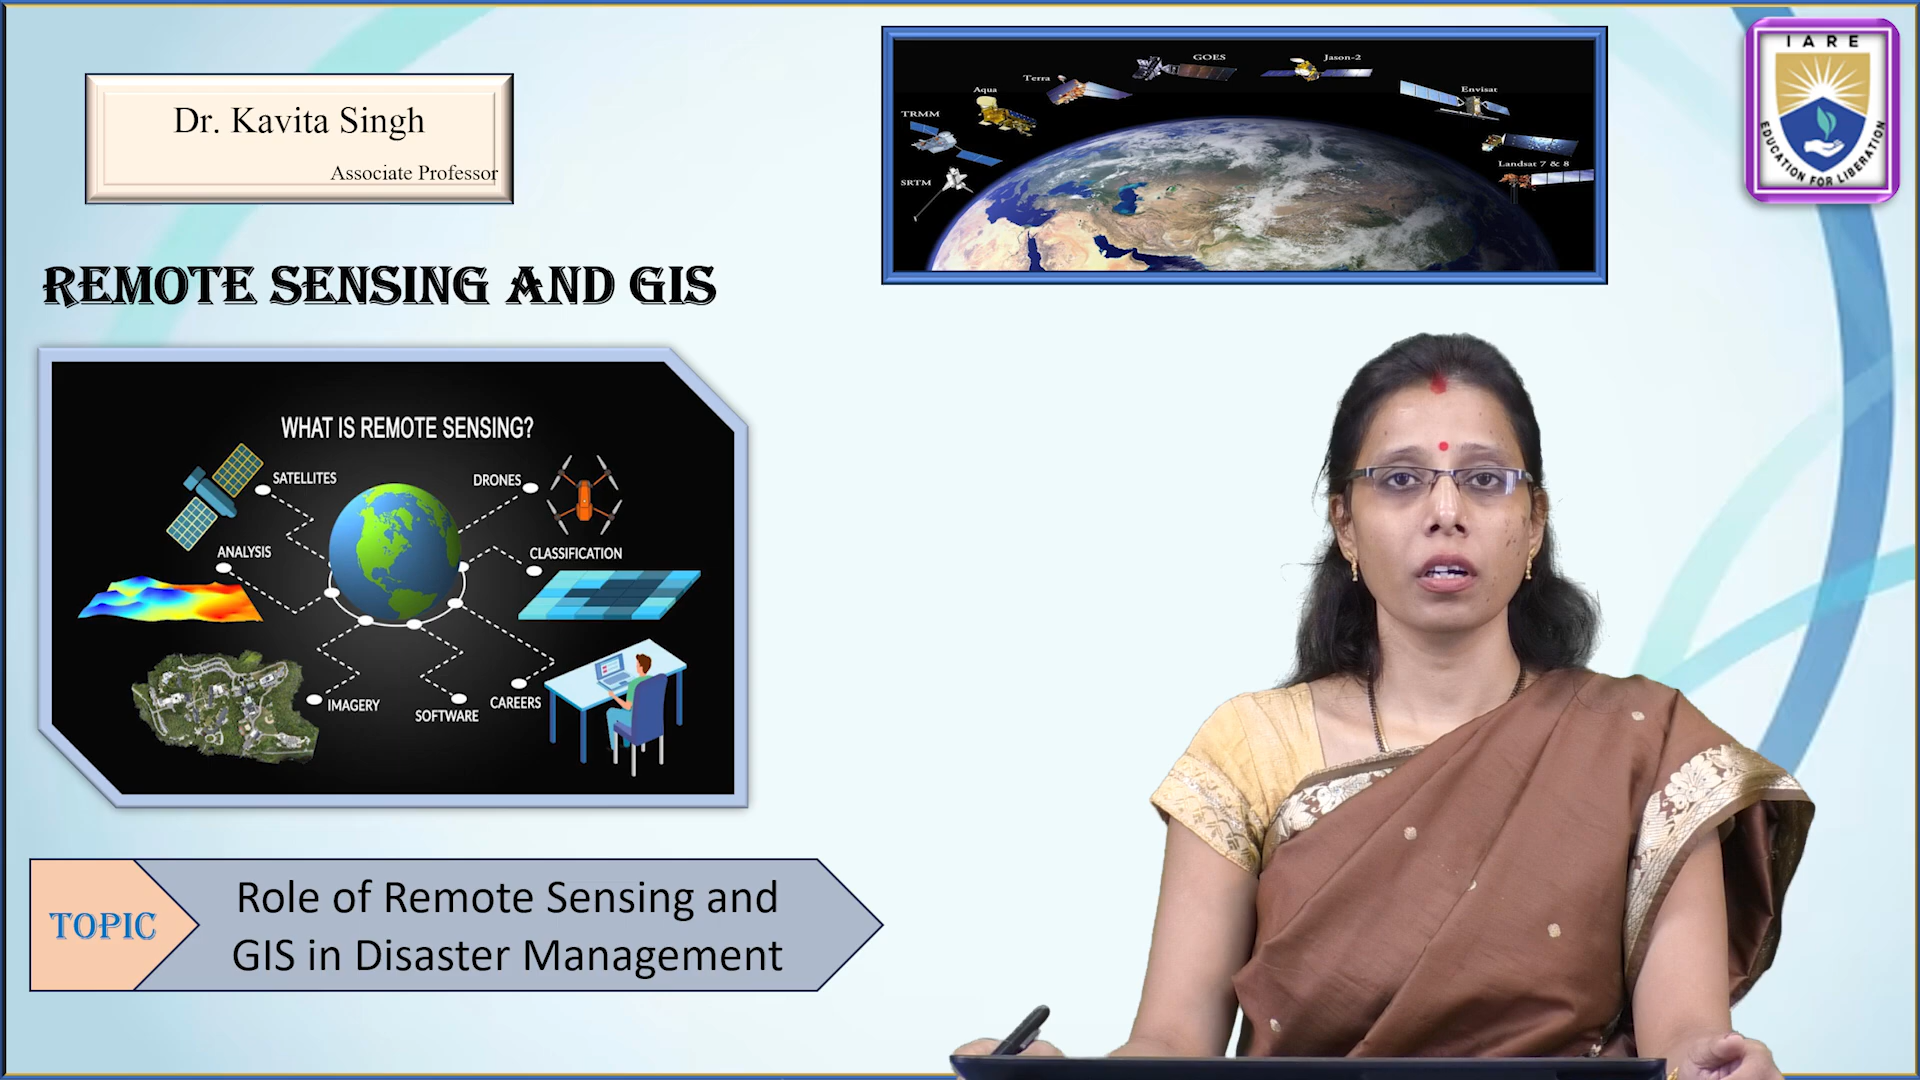 Dr. Kavita Singh
Associate Professor
REMOTE SENSING AND GIS
WHAT IS REMOTE SENSING?
SATELLITES
DRONES
ANALYSIS
CLASSIFICATION
IMAGERY
SOFTWARE
CAREERS
TOPIC
Role of Remote Sensing and
GIS in Disaster Management
GOES
Jason-2
Terra
Aqua
Envisat
TRMM
Landsat 7 & 8
SRTM
IARE
EDUCATION FOR LIBERATION